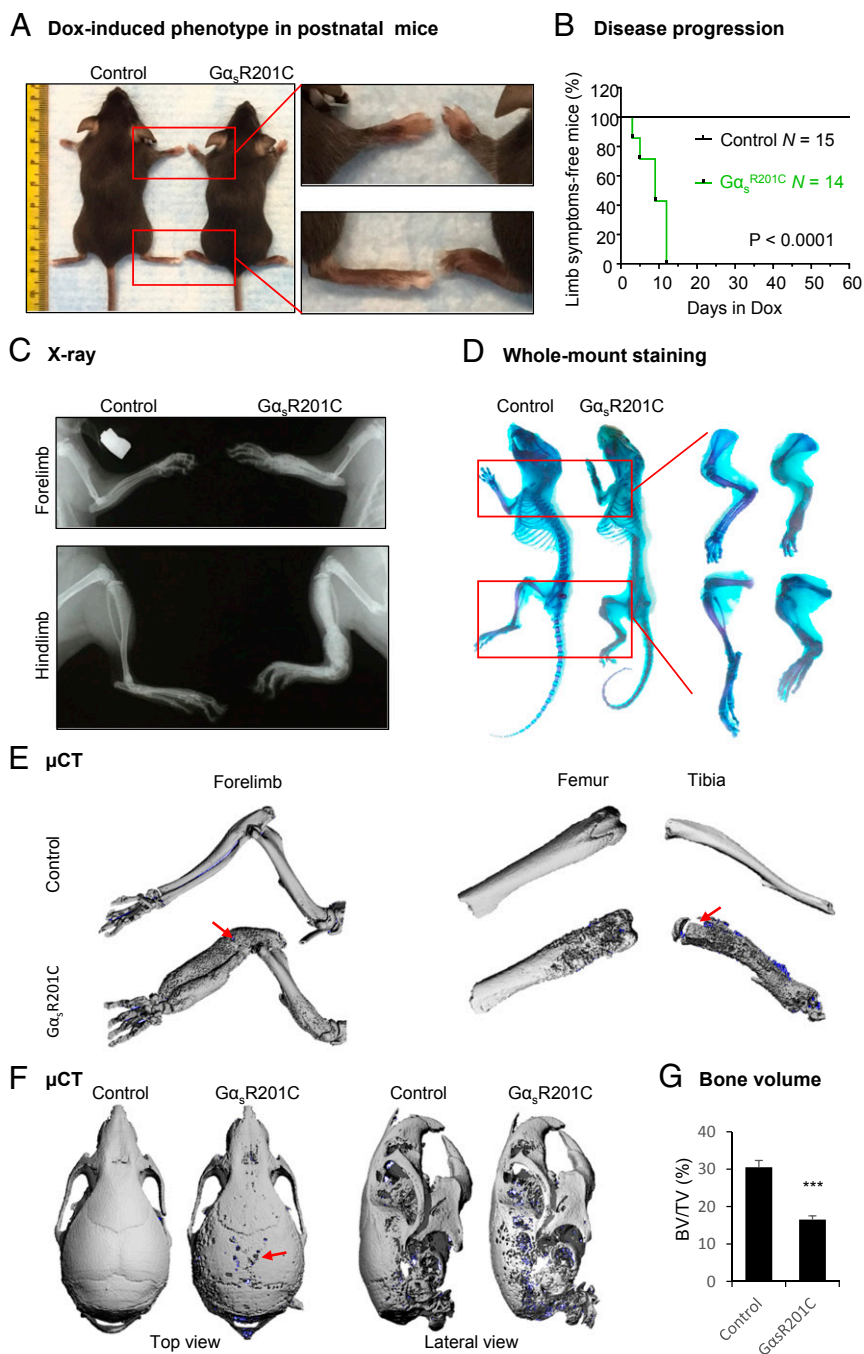 A Dox-induced phenotype in postnatal mice
Control GαₛR201C
B Disease progression
Limb symptoms-free mice (%)
120
100
80
60
40
20
0
Control N = 15
Gαₛᴿ²⁰¹ᶜ N = 14
P < 0.0001
0 10 20 30 40 50 60
Days in Dox
C X-ray
Control GαₛR201C
Forelimb
Hindlimb
D Whole-mount staining
Control GαₛR201C
E µCT
Forelimb Femur Tibia
Control
GαₛR201C
F µCT
Control GαₛR201C Control GαₛR201C
Top view Lateral view
G Bone volume
BV/TV (%)
40
30
20
10
0
***
Control
GαsR201C